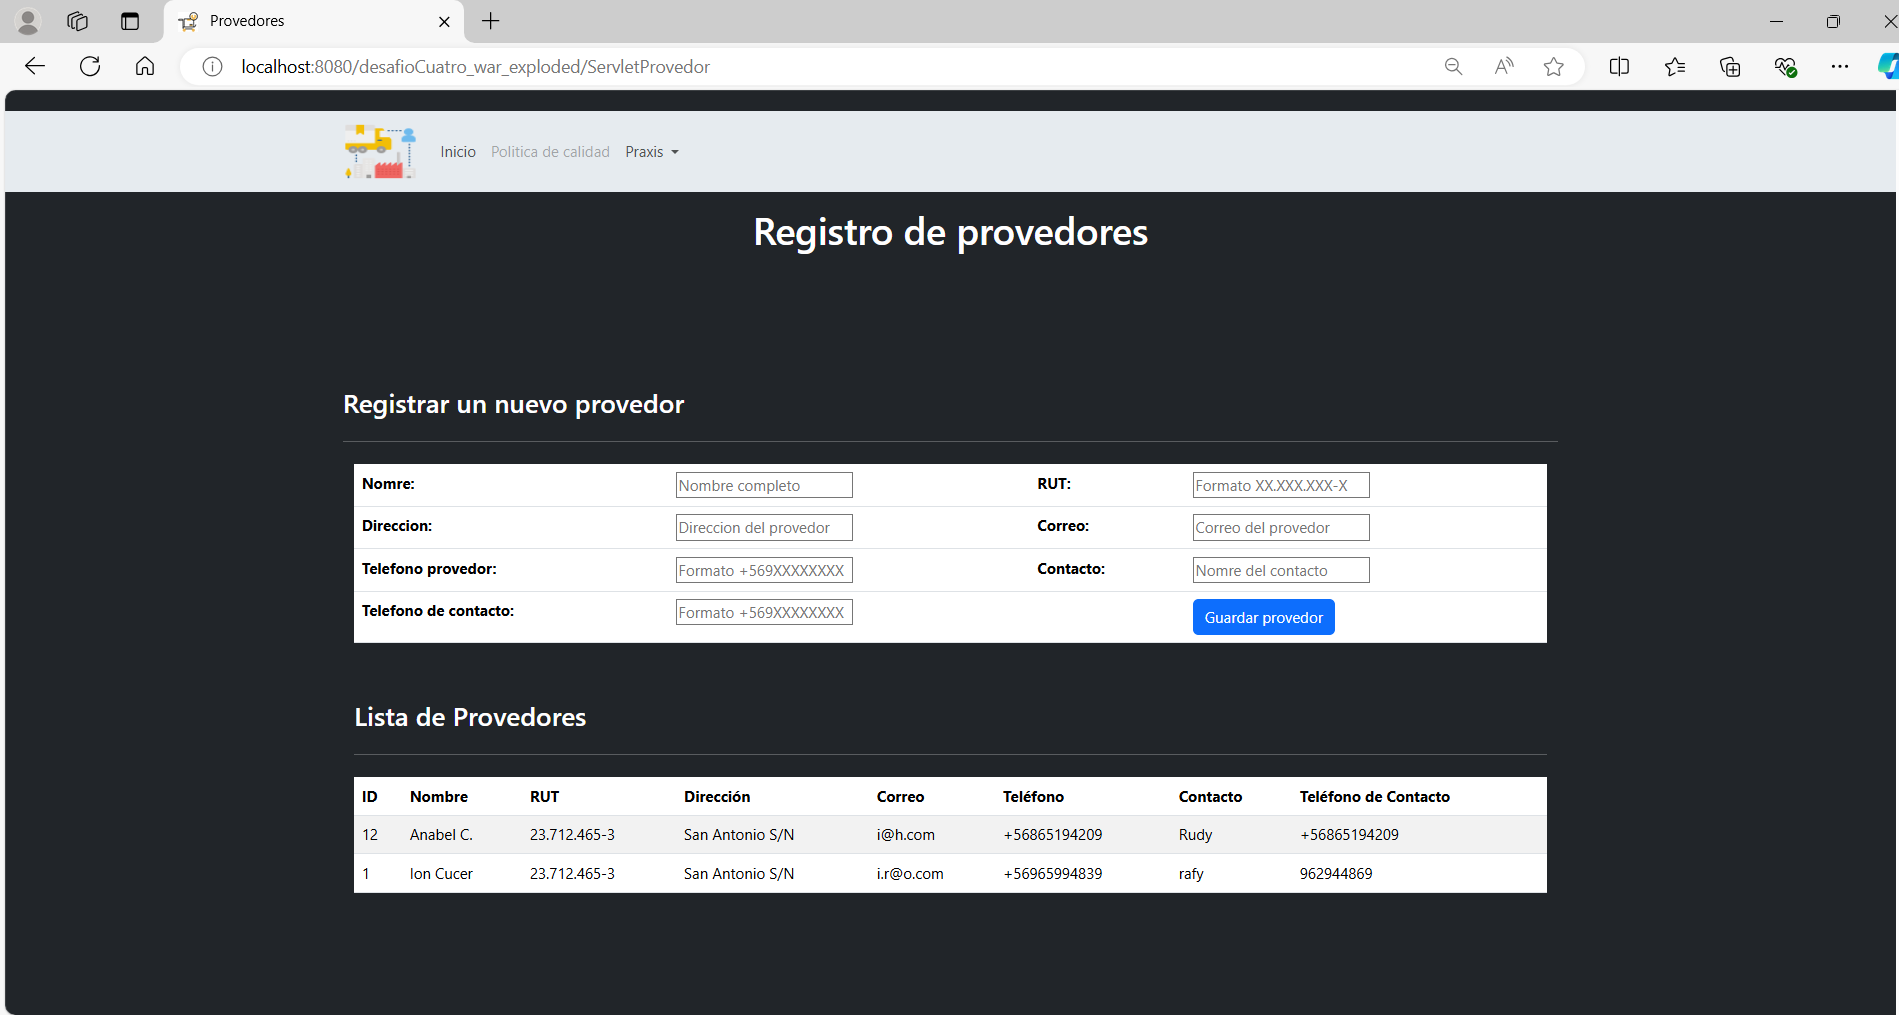 Provedores
localhost:8080/desafioCuatro_war_exploded/ServletProvedor
Inicio Politica de calidad Praxis
Registro de provedores
Registrar un nuevo provedor
Nomre: Nombre completo RUT: Formato XX.XXX.XXX-X
Direccion: Direccion del provedor Correo: Correo del provedor
Telefono provedor: Formato +569XXXXXXXX Contacto: Nomre del contacto
Telefono de contacto: Formato +569XXXXXXXX Guardar provedor
Lista de Provedores
ID Nombre RUT Dirección Correo Teléfono Contacto Teléfono de Contacto
12 Anabel C. 23.712.465-3 San Antonio S/N i@h.com +56865194209 Rudy +56865194209
1 Ion Cucer 23.712.465-3 San Antonio S/N i.r@o.com +56965994839 rafy 962944869